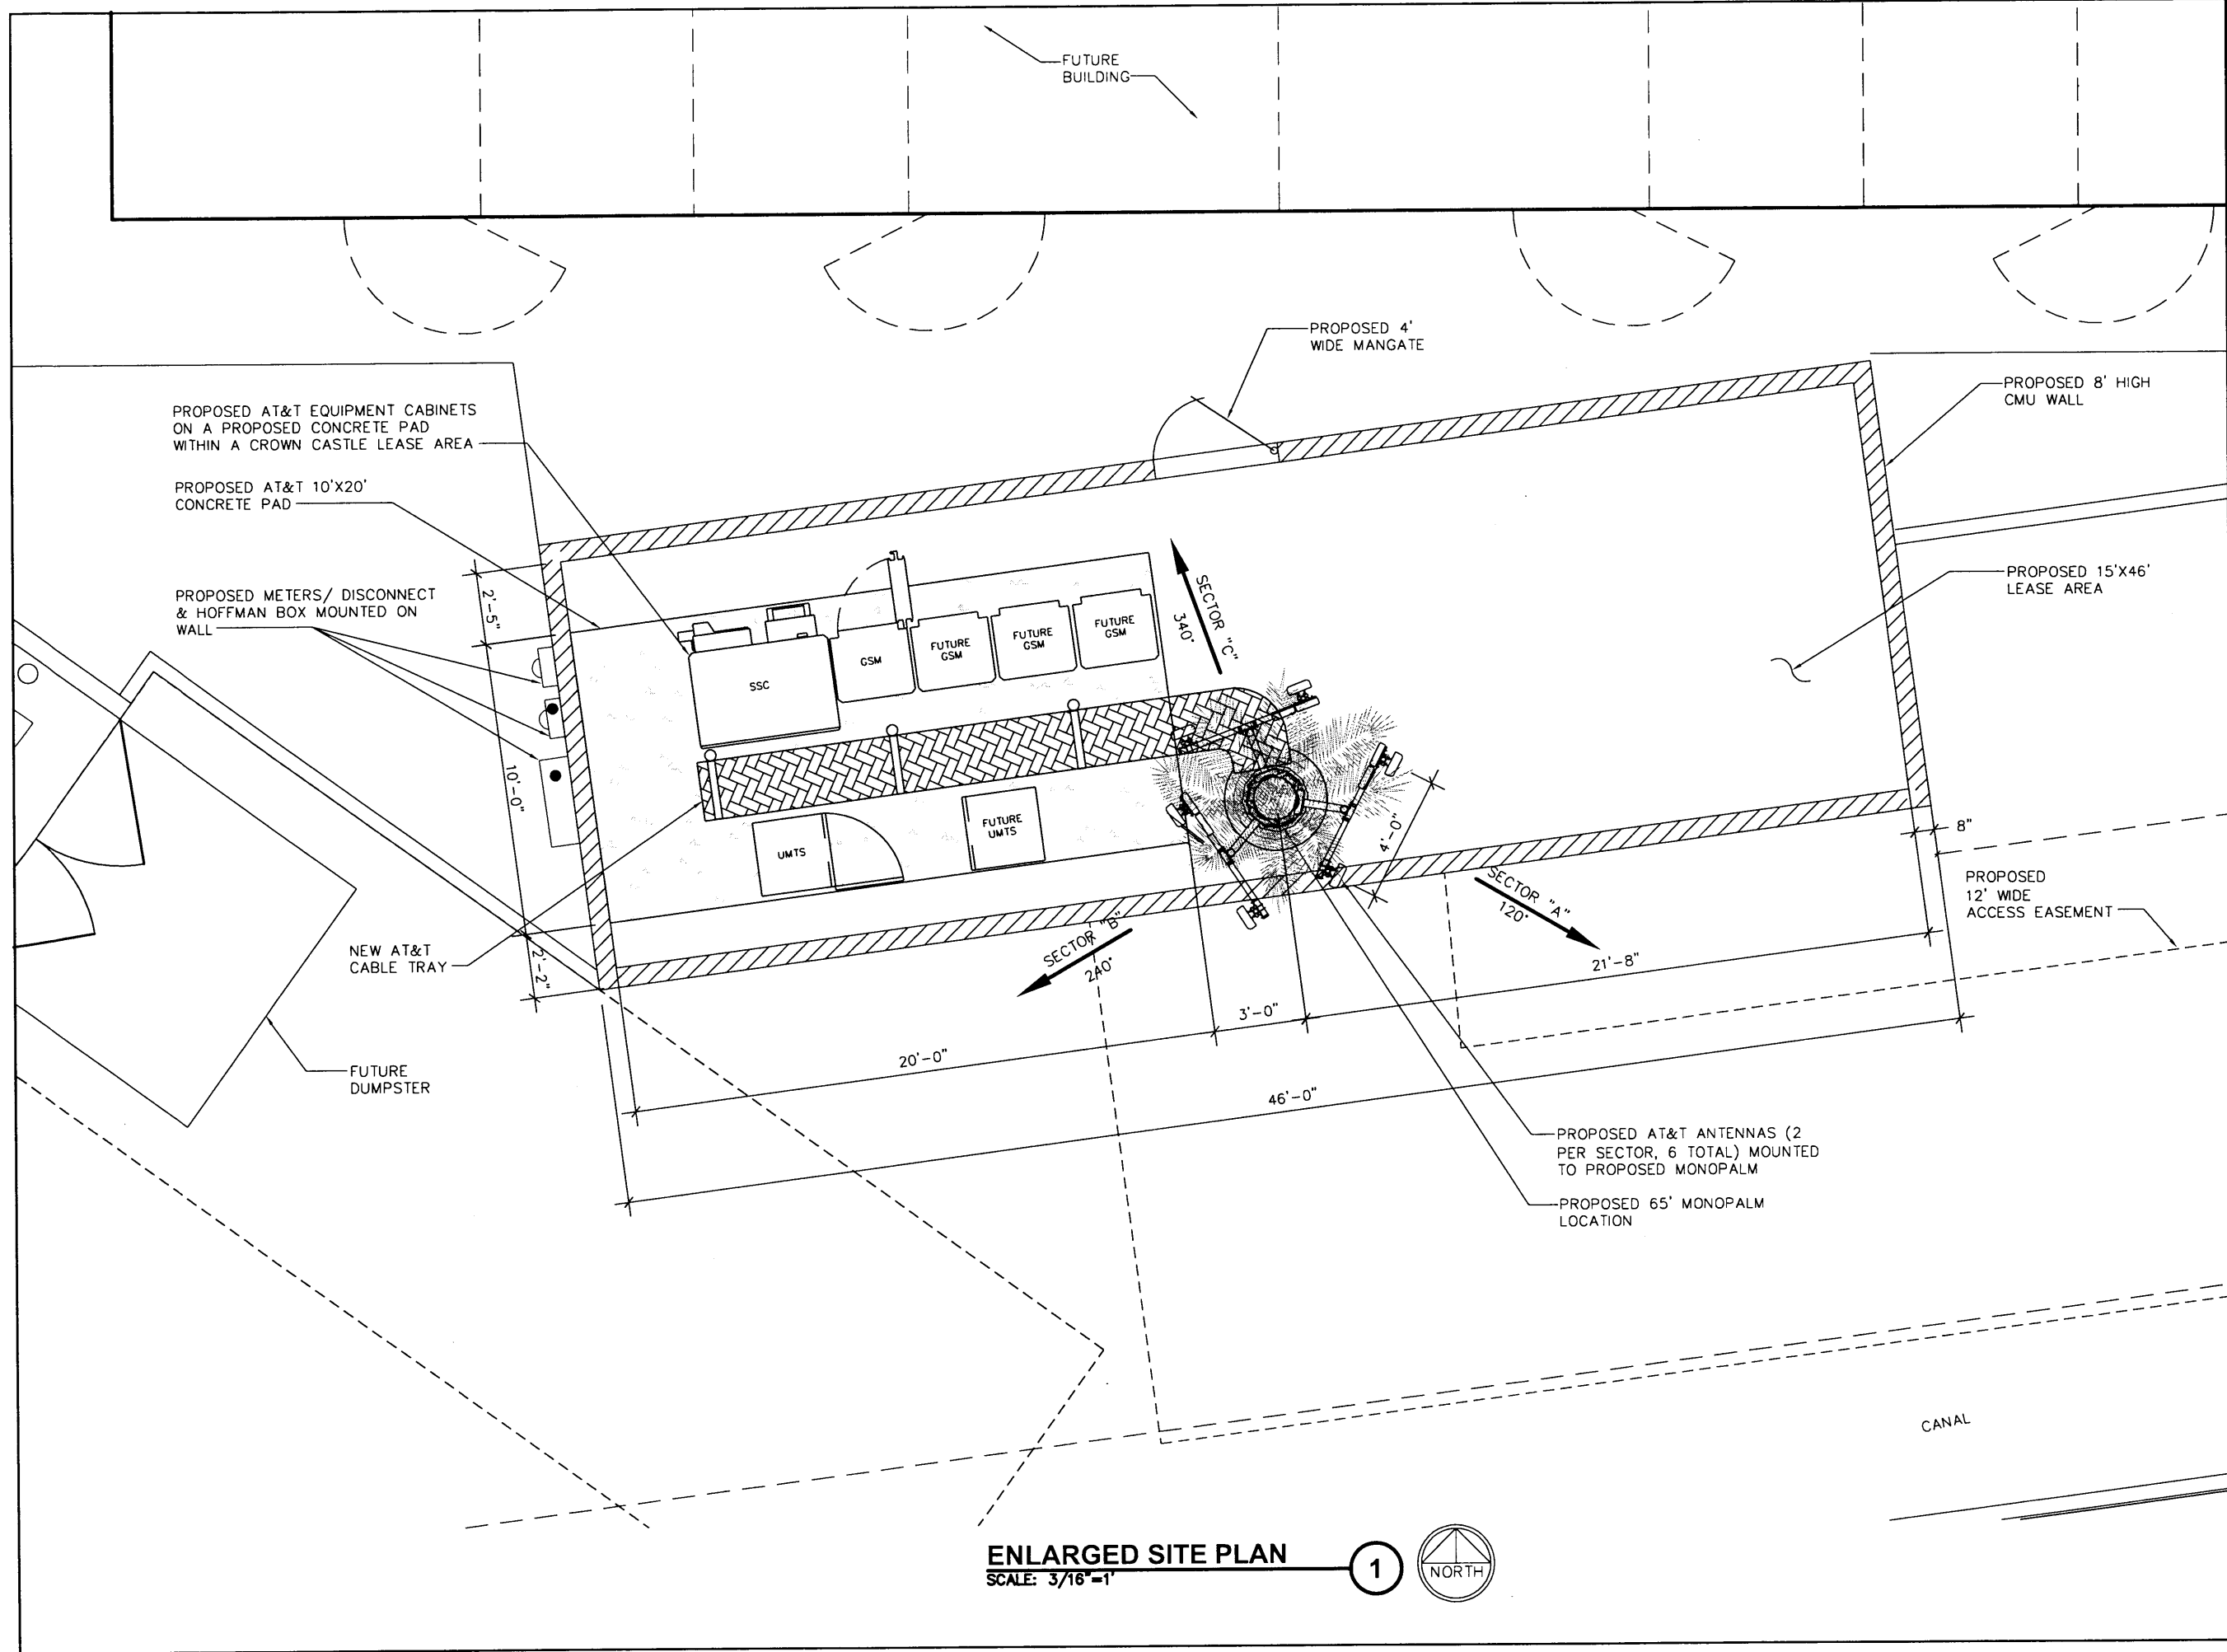 FUTURE
BUILDING
PROPOSED 4'
WIDE MANGATE
PROPOSED 8' HIGH
CMU WALL
PROPOSED AT&T EQUIPMENT CABINETS
ON A PROPOSED CONCRETE PAD
WITHIN A CROWN CASTLE LEASE AREA
PROPOSED AT&T 10'X20'
CONCRETE PAD
PROPOSED METERS/ DISCONNECT
& HOFFMAN BOX MOUNTED ON
WALL
PROPOSED 15'X46'
LEASE AREA
2'-5"
10'-0"
2'-2"
SSC
GSM
FUTURE
GSM
FUTURE
GSM
FUTURE
GSM
SECTOR "C"
340°
UMTS
FUTURE
UMTS
4'-0"
8"
SECTOR "A"
120°
SECTOR "B"
240°
PROPOSED
12' WIDE
ACCESS EASEMENT
NEW AT&T
CABLE TRAY
21'-8"
3'-0"
20'-0"
46'-0"
FUTURE
DUMPSTER
PROPOSED AT&T ANTENNAS (2
PER SECTOR, 6 TOTAL) MOUNTED
TO PROPOSED MONOPALM
PROPOSED 65' MONOPALM
LOCATION
CANAL
ENLARGED SITE PLAN
SCALE: 3/16"=1'
1
NORTH